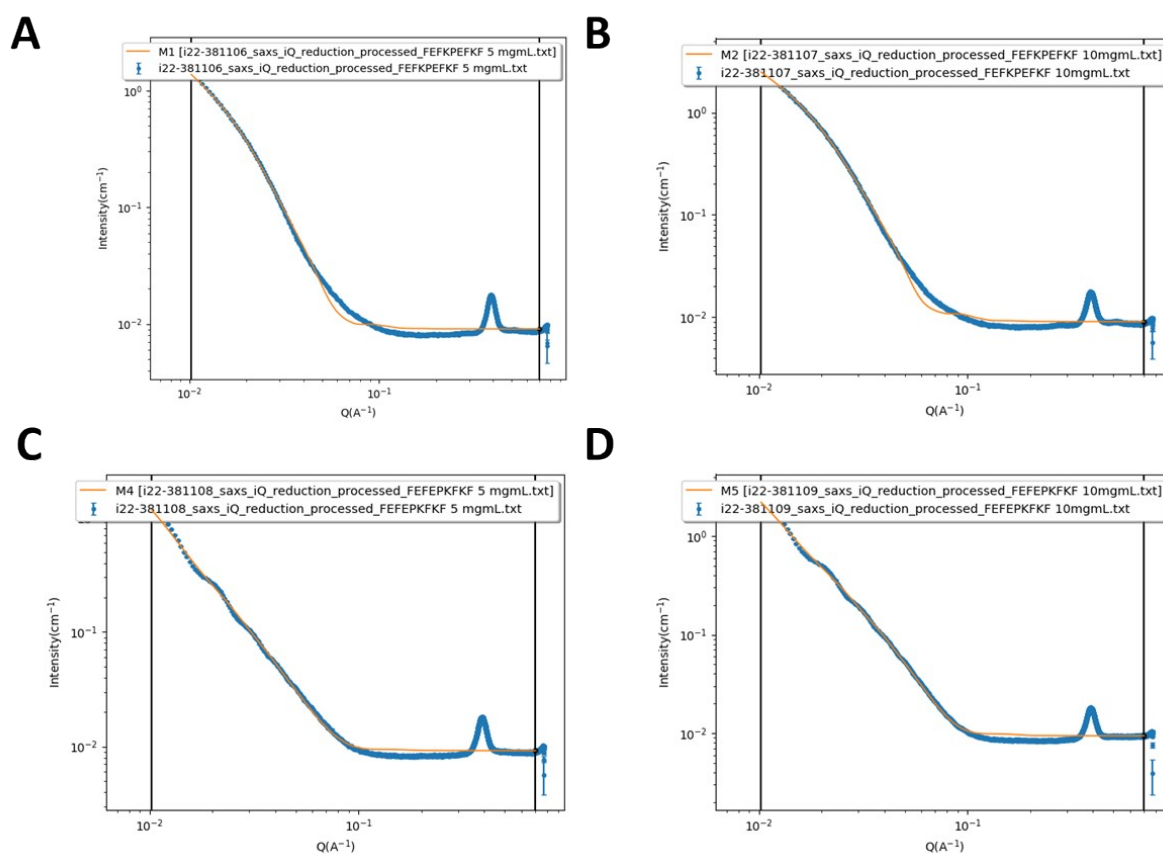 A
M1 [i22-381106_saxs_iQ_reduction_processed_FEFKPEFKF 5 mgmL.txt]
i22-381106_saxs_iQ_reduction_processed_FEFKPEFKF 5 mgmL.txt
10⁰
10⁻¹
10⁻²
Intensity(cm⁻¹)
10⁻²
10⁻¹
Q(A⁻¹)
B
M2 [i22-381107_saxs_iQ_reduction_processed_FEFKPEFKF 10mgmL.txt]
i22-381107_saxs_iQ_reduction_processed_FEFKPEFKF 10mgmL.txt
10⁰
10⁻¹
10⁻²
Intensity(cm⁻¹)
10⁻²
10⁻¹
Q(A⁻¹)
C
M4 [i22-381108_saxs_iQ_reduction_processed_FEFEPKFKF 5 mgmL.txt]
i22-381108_saxs_iQ_reduction_processed_FEFEPKFKF 5 mgmL.txt
10⁻¹
10⁻²
Intensity(cm⁻¹)
10⁻²
10⁻¹
Q(A⁻¹)
D
M5 [i22-381109_saxs_iQ_reduction_processed_FEFEPKFKF 10mgmL.txt]
i22-381109_saxs_iQ_reduction_processed_FEFEPKFKF 10mgmL.txt
10⁰
10⁻¹
10⁻²
Intensity(cm⁻¹)
10⁻²
10⁻¹
Q(A⁻¹)